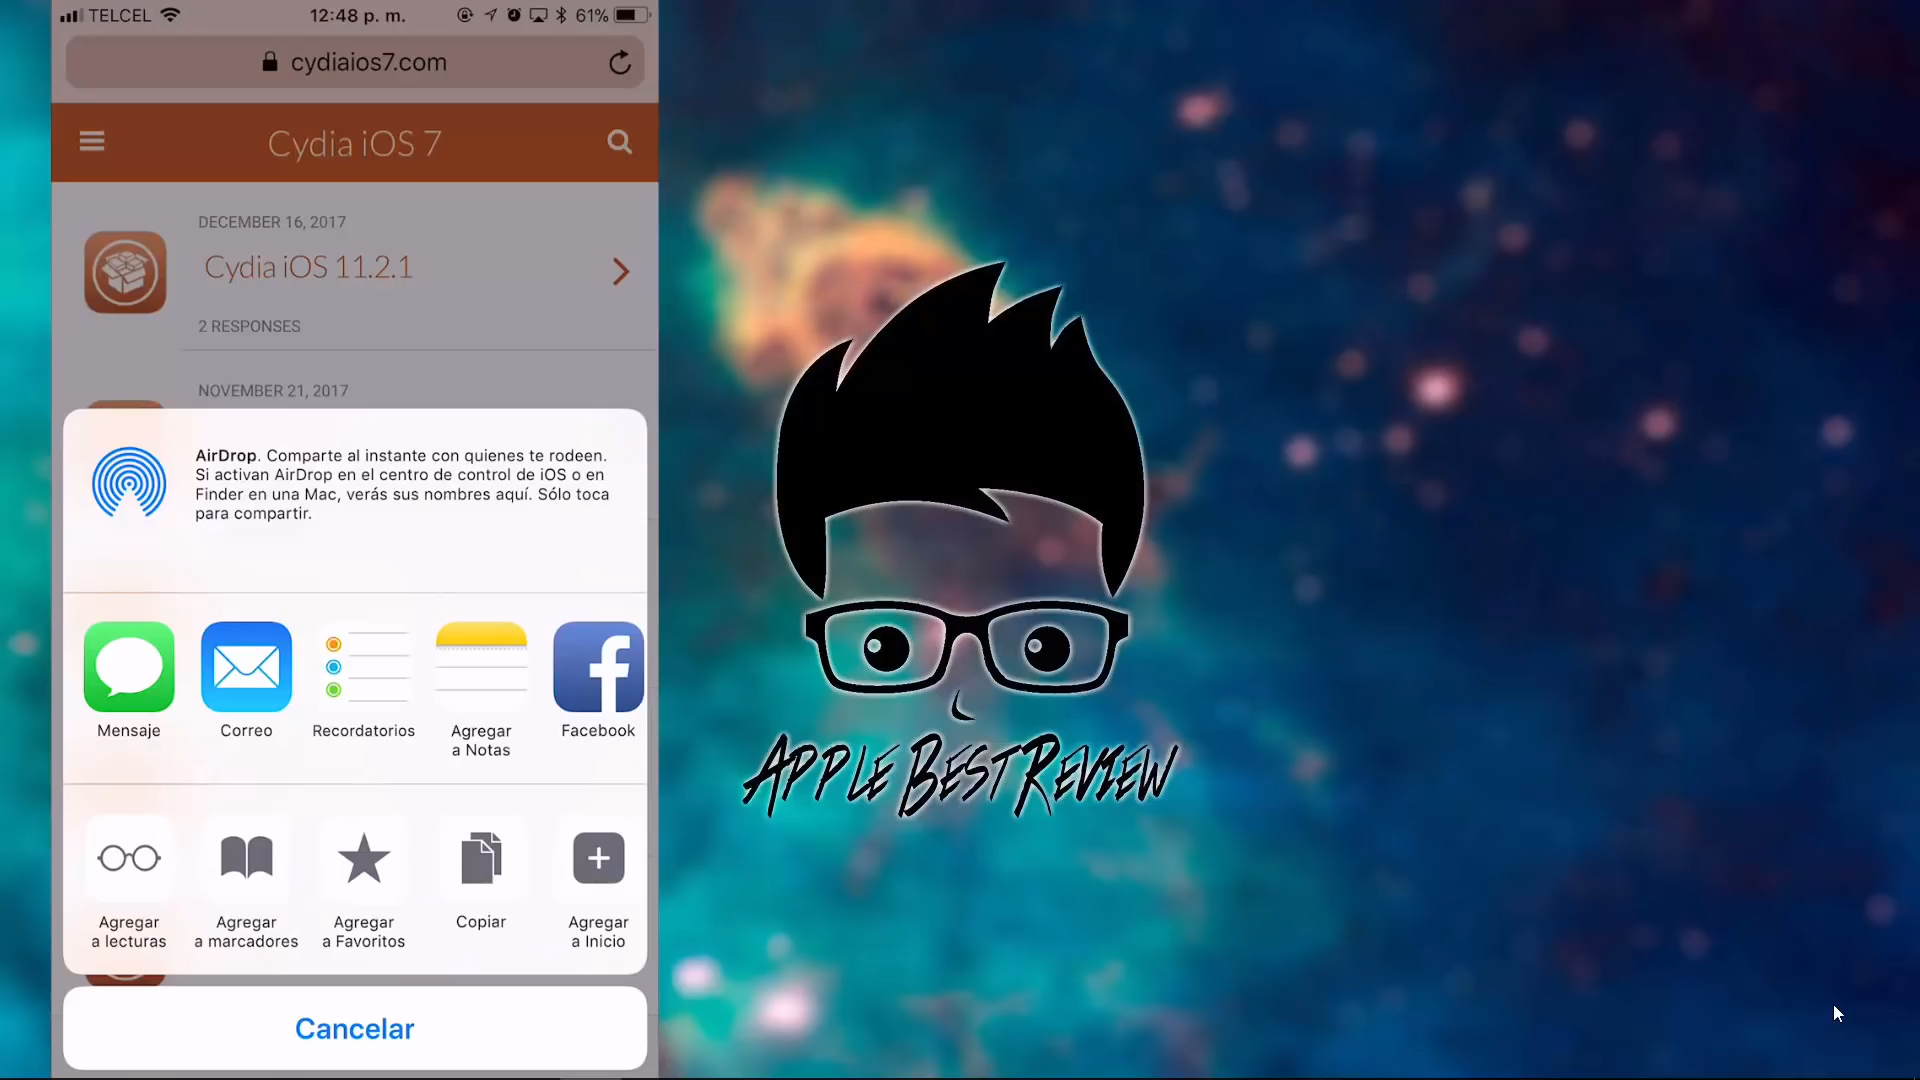 TELCEL
12:48 p. m.
61%
cydiaios7.com
Cydia iOS 7
DECEMBER 16, 2017
Cydia iOS 11.2.1
2 RESPONSES
NOVEMBER 21, 2017
AirDrop. Comparte al instante con quienes te rodeen.
Si activan AirDrop en el centro de control de iOS o en
Finder en una Mac, verás sus nombres aquí. Sólo toca
para compartir.
Mensaje
Correo
Recordatorios
Agregar
a Notas
Facebook
Agregar
a lecturas
Agregar
a marcadores
Agregar
a Favoritos
Copiar
Agregar
a Inicio
Cancelar
APPLE BEST REVIEW